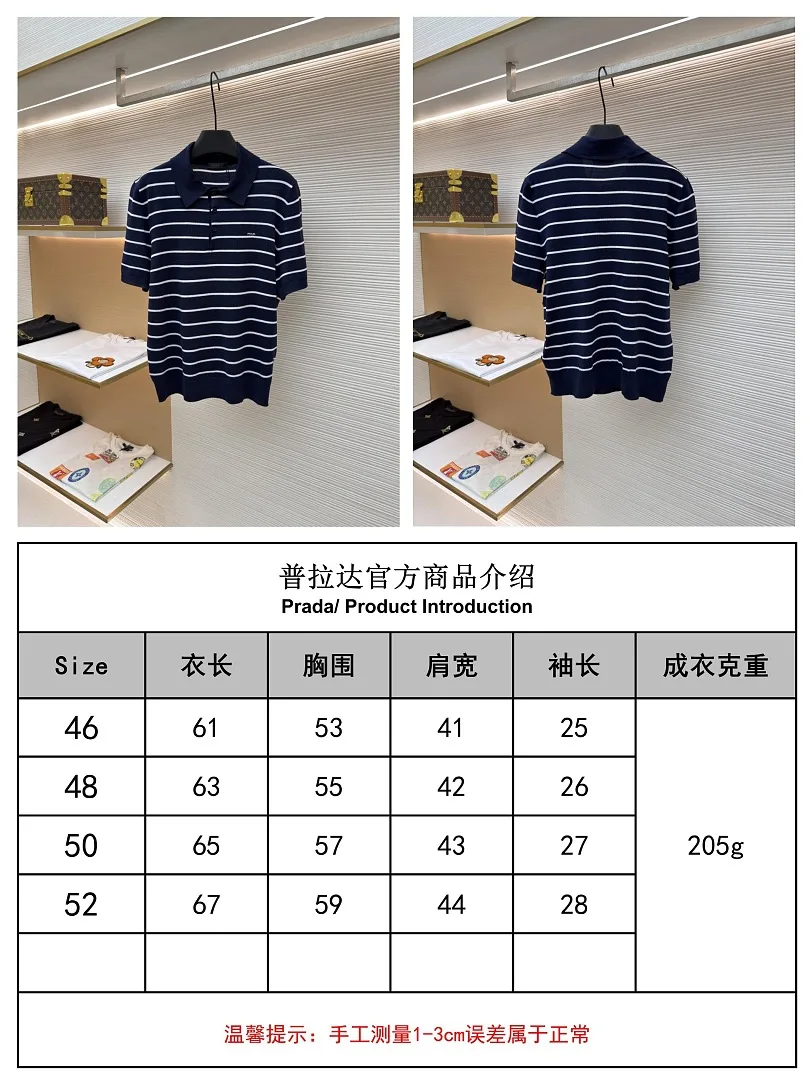 普拉达官方商品介绍
Prada/ Product Introduction
Size 衣长 胸围 肩宽 袖长 成衣克重
46 61 53 41 25
48 63 55 42 26
50 65 57 43 27
52 67 59 44 28
205g
温馨提示：手工测量1-3cm误差属于正常